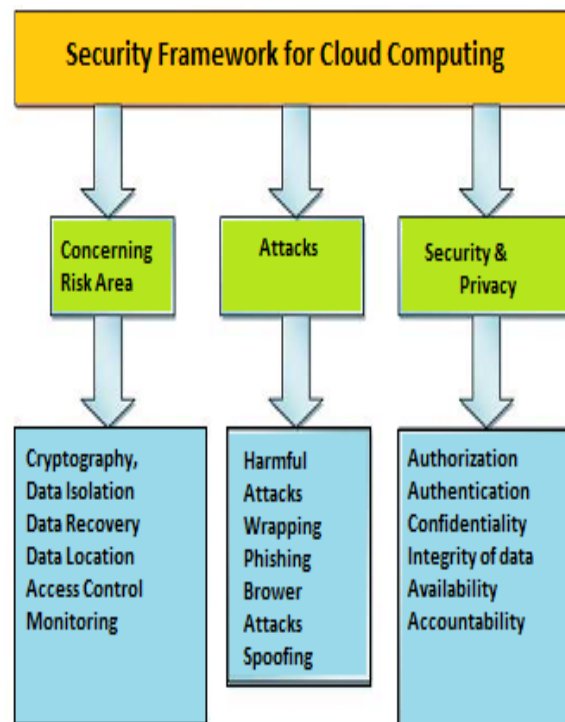 Security Framework for Cloud Computing
Concerning
Risk Area
Attacks
Security &
Privacy
Cryptography,
Data Isolation
Data Recovery
Data Location
Access Control
Monitoring
Harmful
Attacks
Wrapping
Phishing
Brower
Attacks
Spoofing
Authorization
Authentication
Confidentiality
Integrity of data
Availability
Accountability